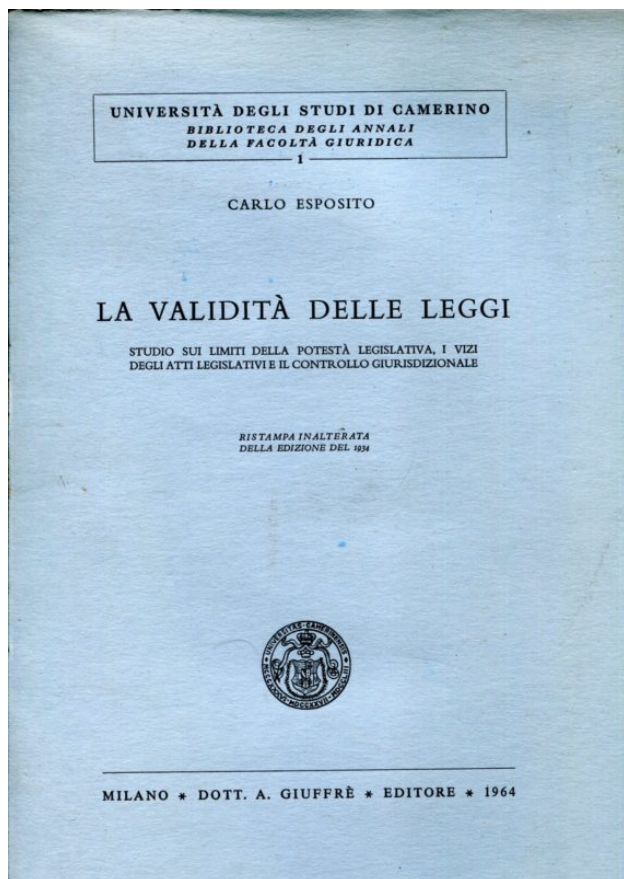 UNIVERSITÀ DEGLI STUDI DI CAMERINO
BIBLIOTECA DEGLI ANNALI
DELLA FACOLTÀ GIURIDICA
1
CARLO ESPOSITO
LA VALIDITÀ DELLE LEGGI
STUDIO SUI LIMITI DELLA POTESTÀ LEGISLATIVA, I VIZI
DEGLI ATTI LEGISLATIVI E IL CONTROLLO GIURISDIZIONALE
RISTAMPA INALTERATA
DELLA EDIZIONE DEL 1934
UNIVERSITAS CAMERINENSIS
MILANO * DOTT. A. GIUFFRÈ * EDITORE * 1964